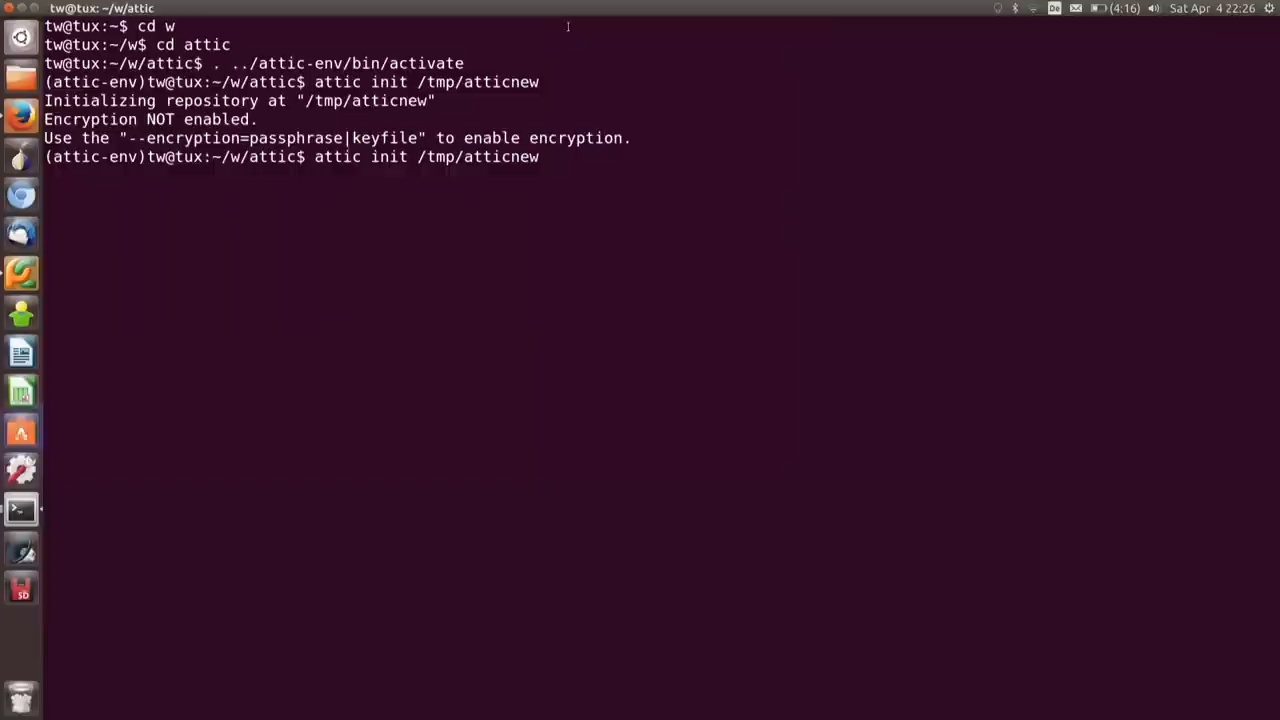 tw@tux: ~/w/attic
De
(4:16)
Sat Apr 4 22:26
tw@tux:~$ cd w
tw@tux:~/w$ cd attic
tw@tux:~/w/attic$ . ../attic-env/bin/activate
(attic-env)tw@tux:~/w/attic$ attic init /tmp/atticnew
Initializing repository at "/tmp/atticnew"
Encryption NOT enabled.
Use the "--encryption=passphrase|keyfile" to enable encryption.
(attic-env)tw@tux:~/w/attic$ attic init /tmp/atticnew
SD